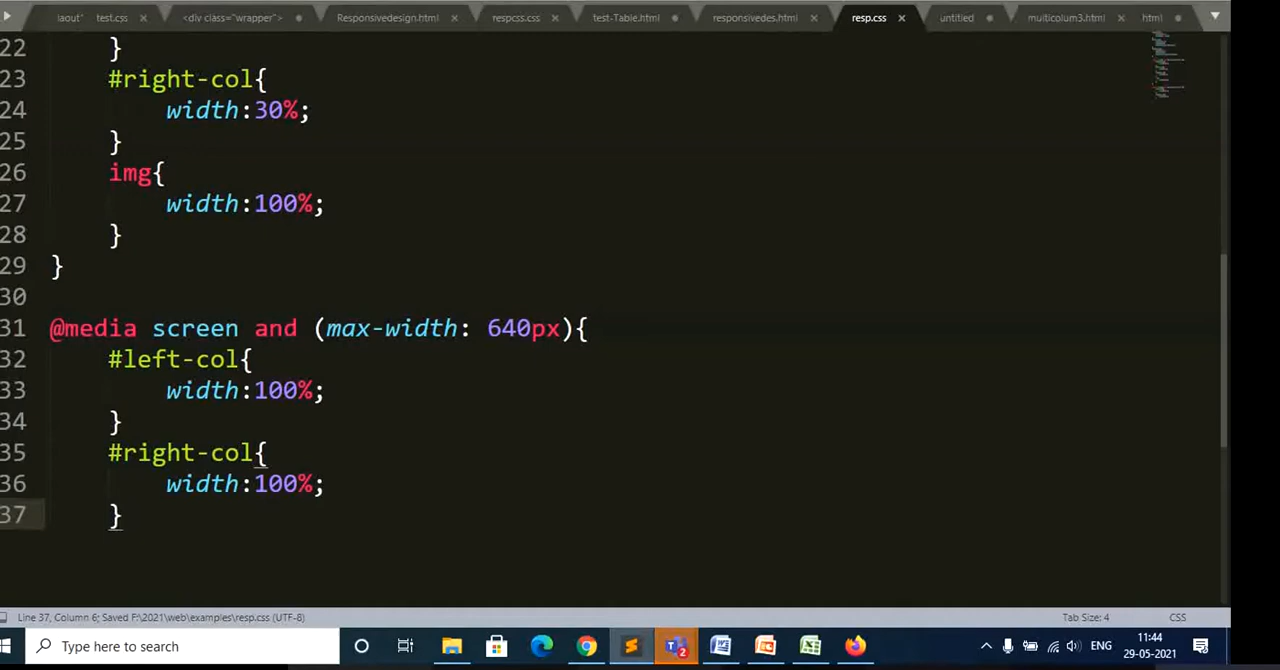 iaout' test.css <div class="wrapper"> Responsivedesign.html respcss.css test-Table.html responsivedes.html resp.css untitled multicolum3.html html
22 }
23 #right-col{
24 width:30%;
25 }
26 img{
27 width:100%;
28 }
29 }
30
31 @media screen and (max-width: 640px){
32 #left-col{
33 width:100%;
34 }
35 #right-col{
36 width:100%;
37 }
Line 37, Column 6; Saved F:\2021\web\examples\resp.css (UTF-8) Tab Size: 4 CSS
Type here to search 2 ENG 11:44
29-05-2021